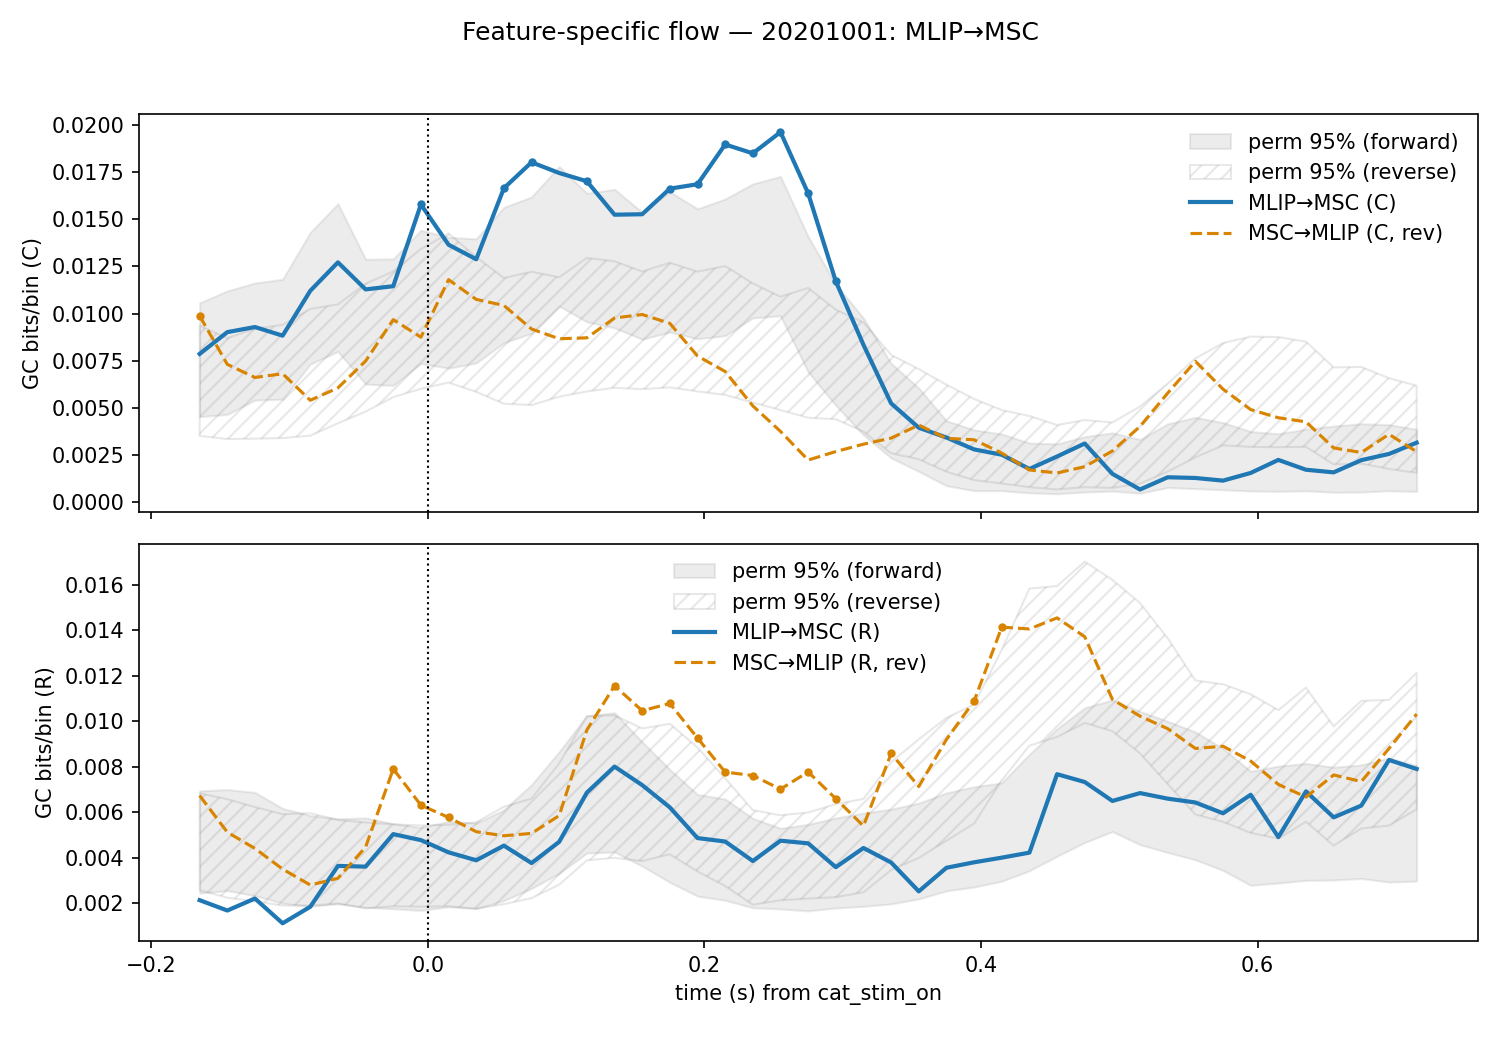 Feature-specific flow — 20201001: MLIP→MSC
GC bits/bin (C)
0.0200
0.0175
0.0150
0.0125
0.0100
0.0075
0.0050
0.0025
0.0000
perm 95% (forward)
perm 95% (reverse)
MLIP→MSC (C)
MSC→MLIP (C, rev)
GC bits/bin (R)
0.016
0.014
0.012
0.010
0.008
0.006
0.004
0.002
perm 95% (forward)
perm 95% (reverse)
MLIP→MSC (R)
MSC→MLIP (R, rev)
−0.2 0.0 0.2 0.4 0.6
time (s) from cat_stim_on